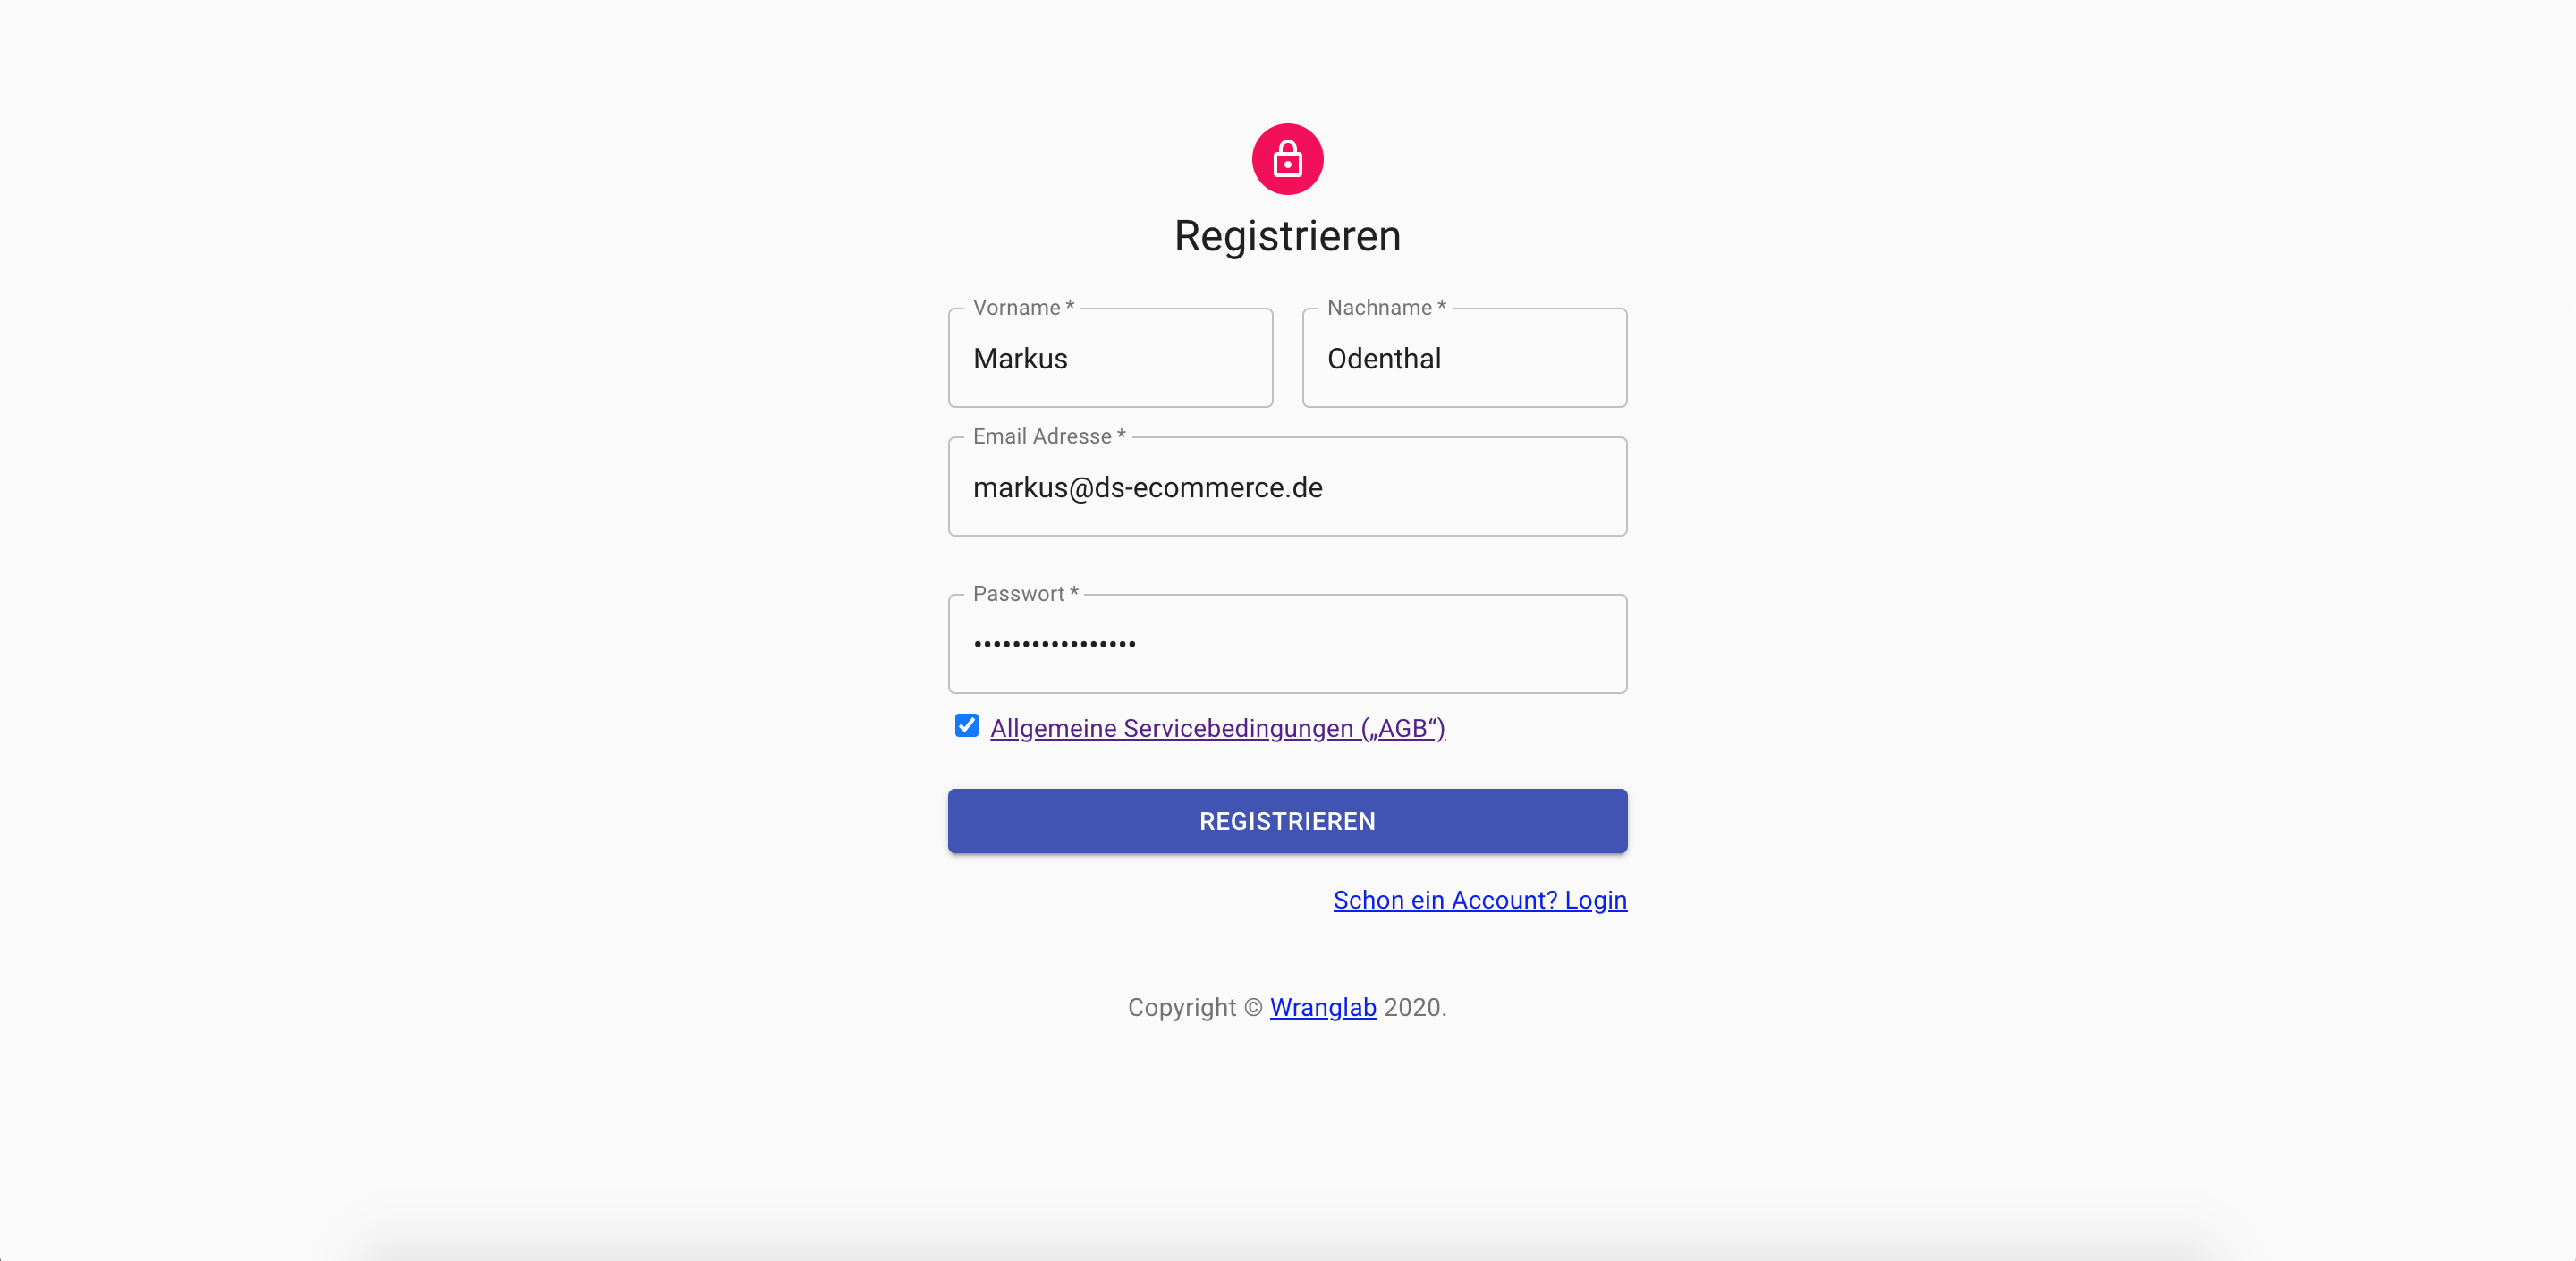 Registrieren
Vorname *
Nachname *
Markus
Odenthal
Email Adresse *
markus@ds-ecommerce.de
Passwort *
•••••••••••••••••
Allgemeine Servicebedingungen („AGB“)
REGISTRIEREN
Schon ein Account? Login
Copyright © Wranglab 2020.